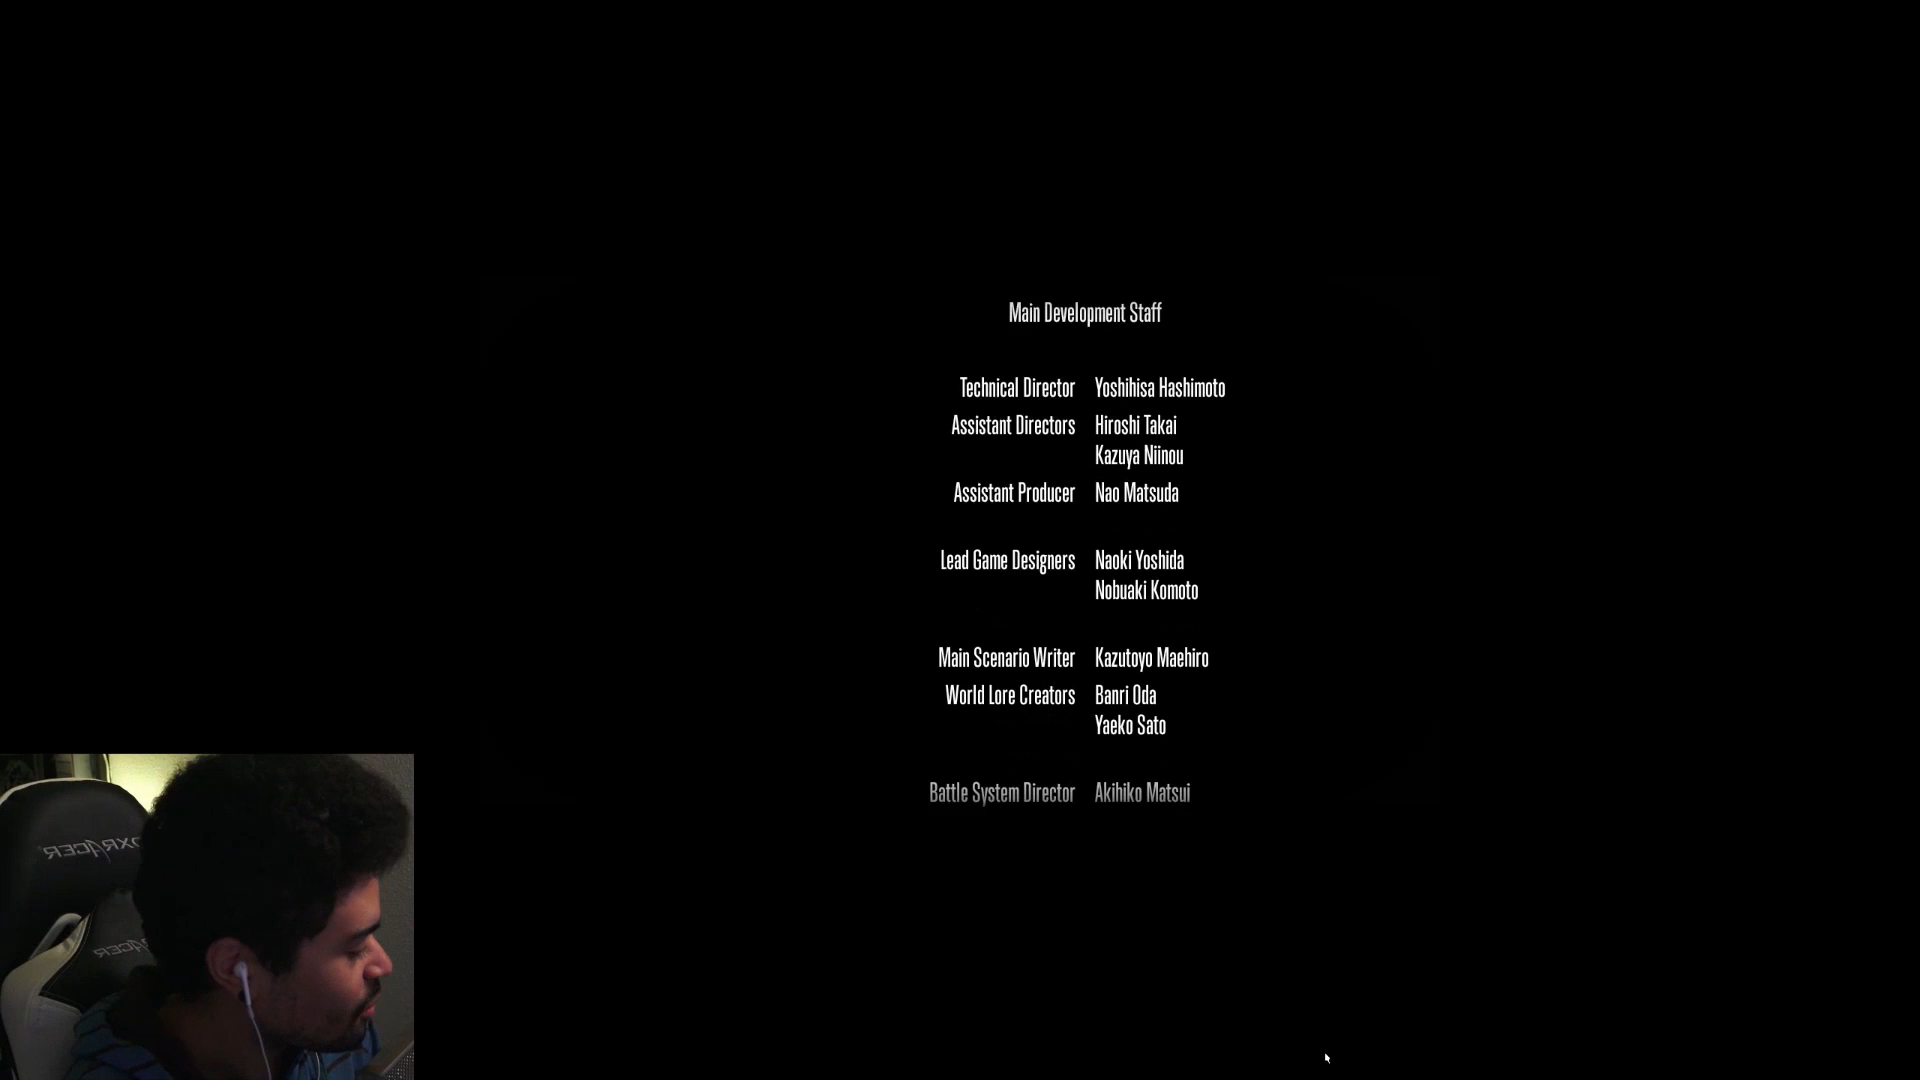 Main Development Staff
Technical Director Yoshihisa Hashimoto
Assistant Directors Hiroshi Takai
Kazuya Niinou
Assistant Producer Nao Matsuda
Lead Game Designers Naoki Yoshida
Nobuaki Komoto
Main Scenario Writer Kazutoyo Maehiro
World Lore Creators Banri Oda
Yaeko Sato
Battle System Director Akihiko Matsui
DXRACER